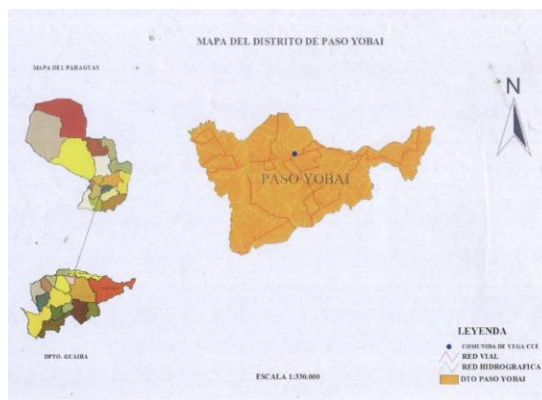 MAPA DEL DISTRITO DE PASO YOBAI
MAPA DEL PARAGUAY
N
PASO YOBAI
DPTO. GUAIRA
ESCALA 1:330.000
LEYENDA
COMUNIDA DE VEGA CUE
RED VIAL
RED HIDROGRAFICA
DTO PASO YOBAI